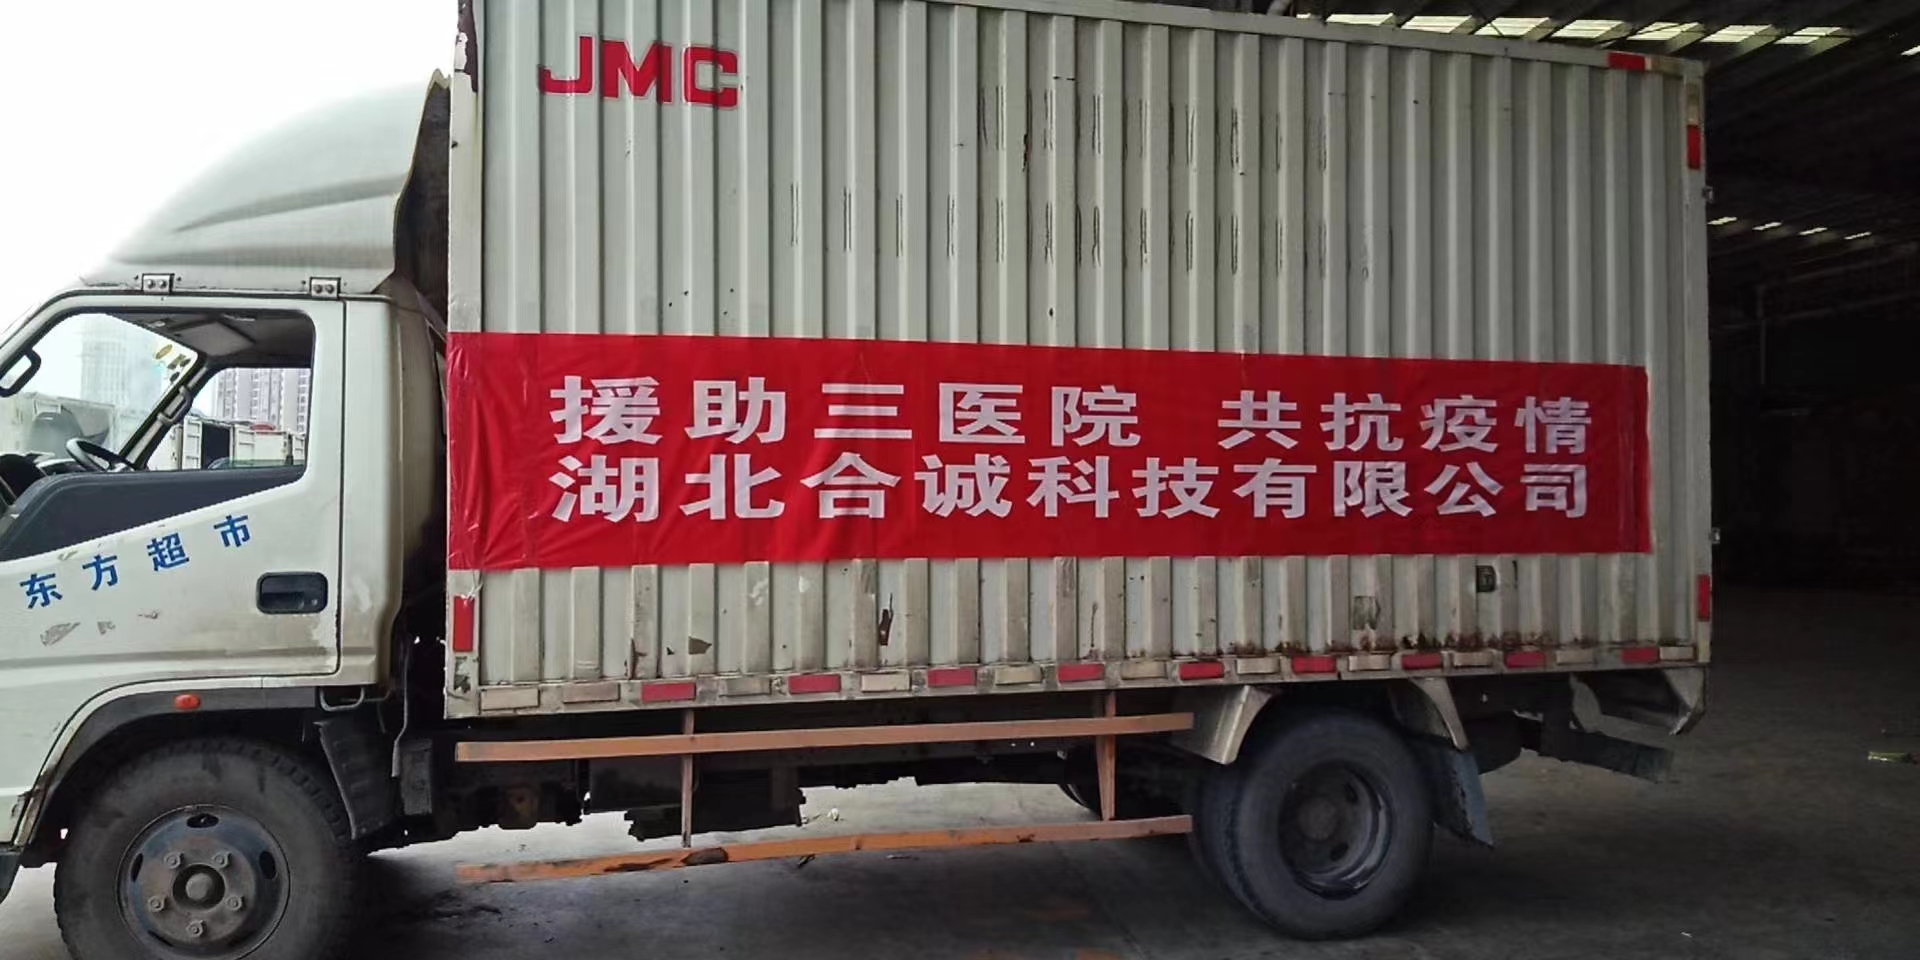 JMC
援助三医院 共抗疫情
湖北合诚科技有限公司
东方超市